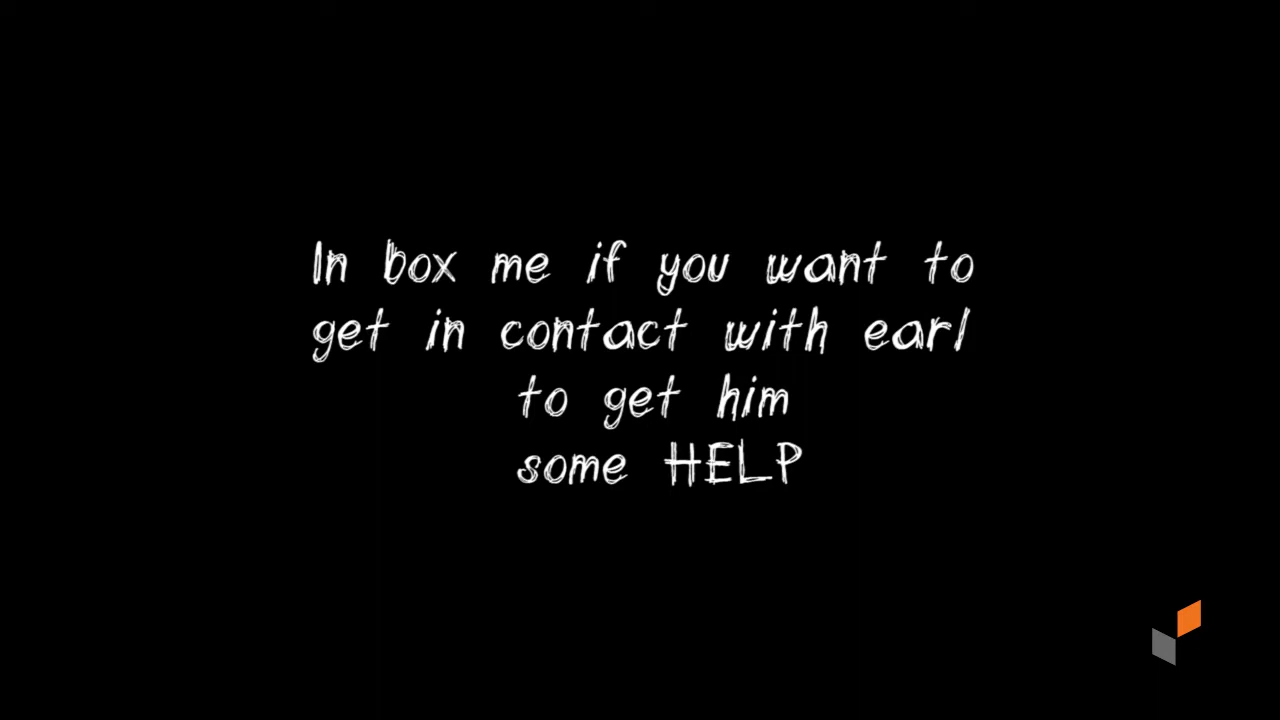 In box me if you want to
get in contact with earl
to get him
some HELP